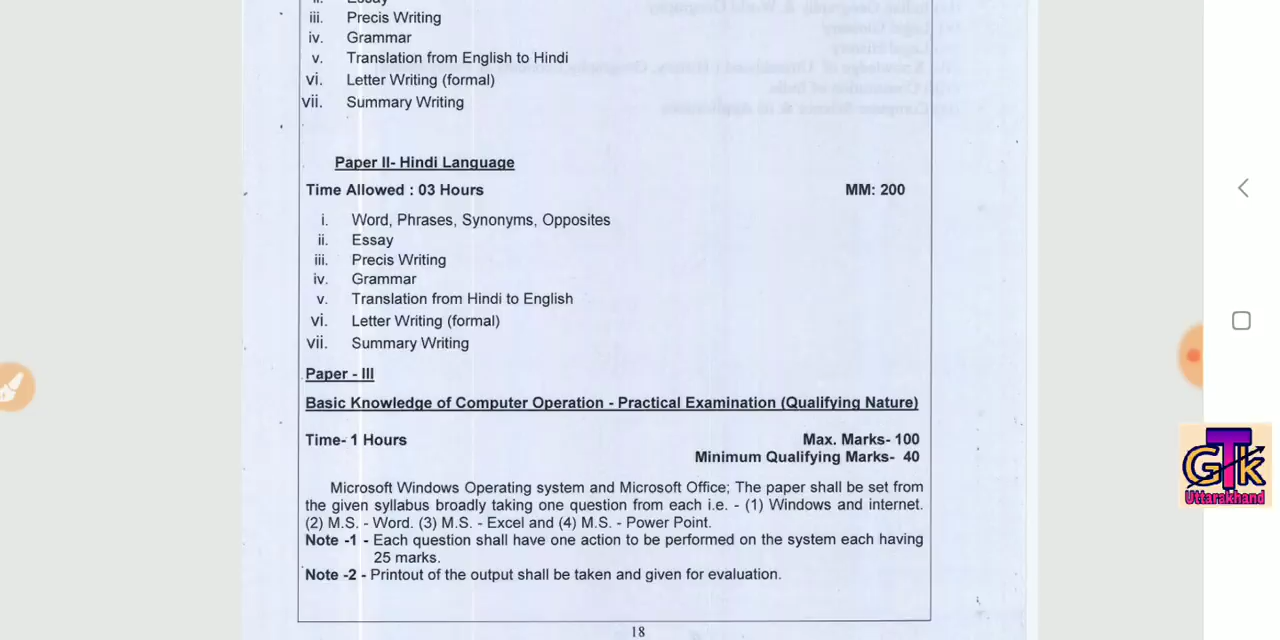 ii. Essay
iii. Precis Writing
iv. Grammar
v. Translation from English to Hindi
vi. Letter Writing (formal)
vii. Summary Writing
Paper II- Hindi Language
Time Allowed : 03 Hours MM: 200
i. Word, Phrases, Synonyms, Opposites
ii. Essay
iii. Precis Writing
iv. Grammar
v. Translation from Hindi to English
vi. Letter Writing (formal)
vii. Summary Writing
Paper - III
Basic Knowledge of Computer Operation - Practical Examination (Qualifying Nature)
Time- 1 Hours Max. Marks- 100
Minimum Qualifying Marks- 40
Microsoft Windows Operating system and Microsoft Office; The paper shall be set from
the given syllabus broadly taking one question from each i.e. - (1) Windows and internet.
(2) M.S. - Word. (3) M.S. - Excel and (4) M.S. - Power Point.
Note -1 - Each question shall have one action to be performed on the system each having
25 marks.
Note -2 - Printout of the output shall be taken and given for evaluation.
18
GTk
Uttarakhand